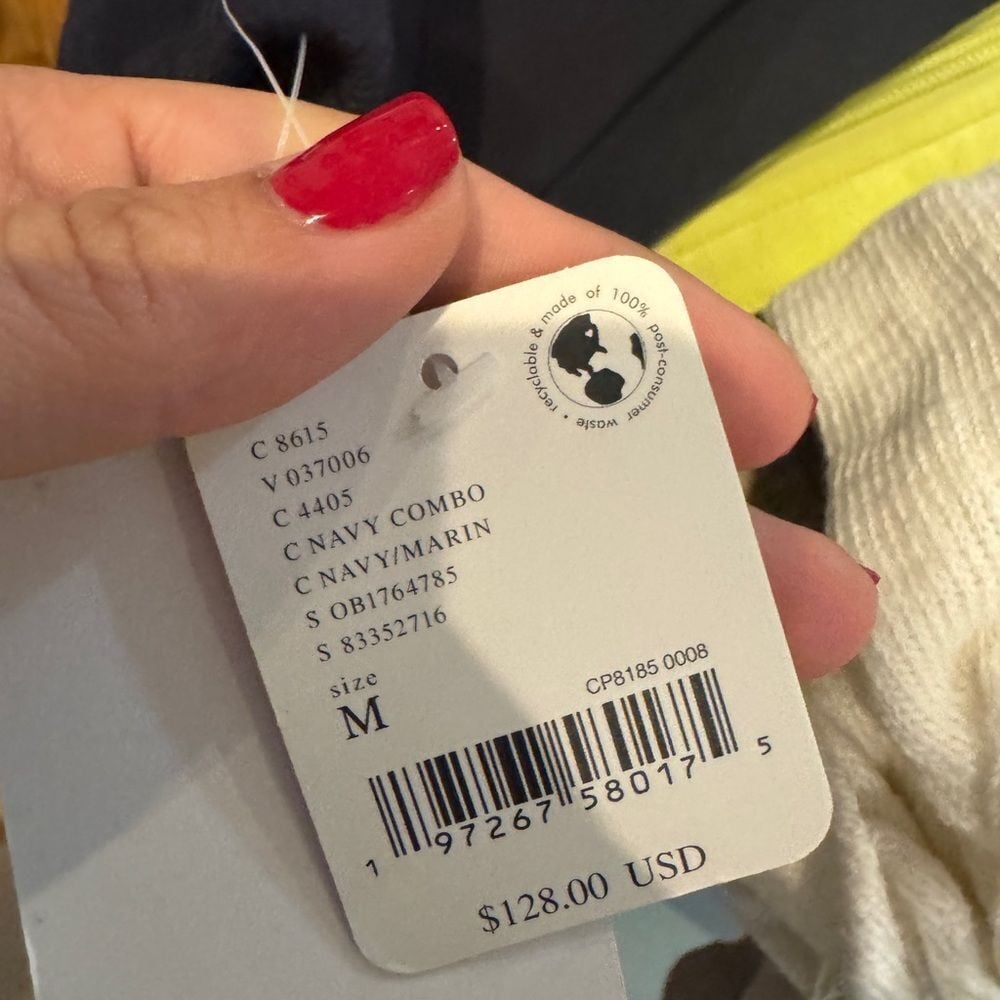 recyclable & made of 100% post-consumer waste •
C 8615
V 037006
C 4405
C NAVY COMBO
C NAVY/MARIN
S OB1764785
S 83352716
size
M
CP8185 0008
1 97267 58017 5
$128.00 USD